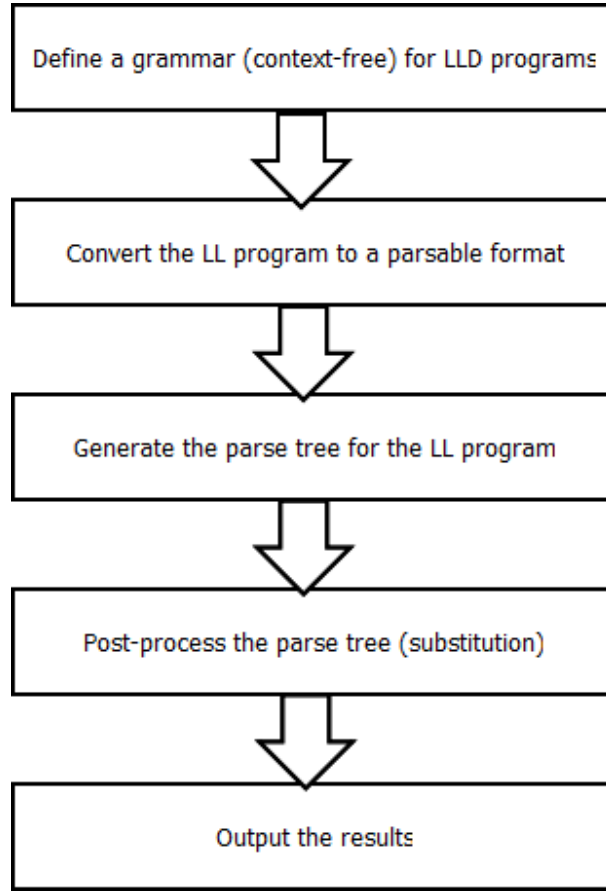 Define a grammar (context-free) for LLD programs
Convert the LL program to a parsable format
Generate the parse tree for the LL program
Post-process the parse tree (substitution)
Output the results